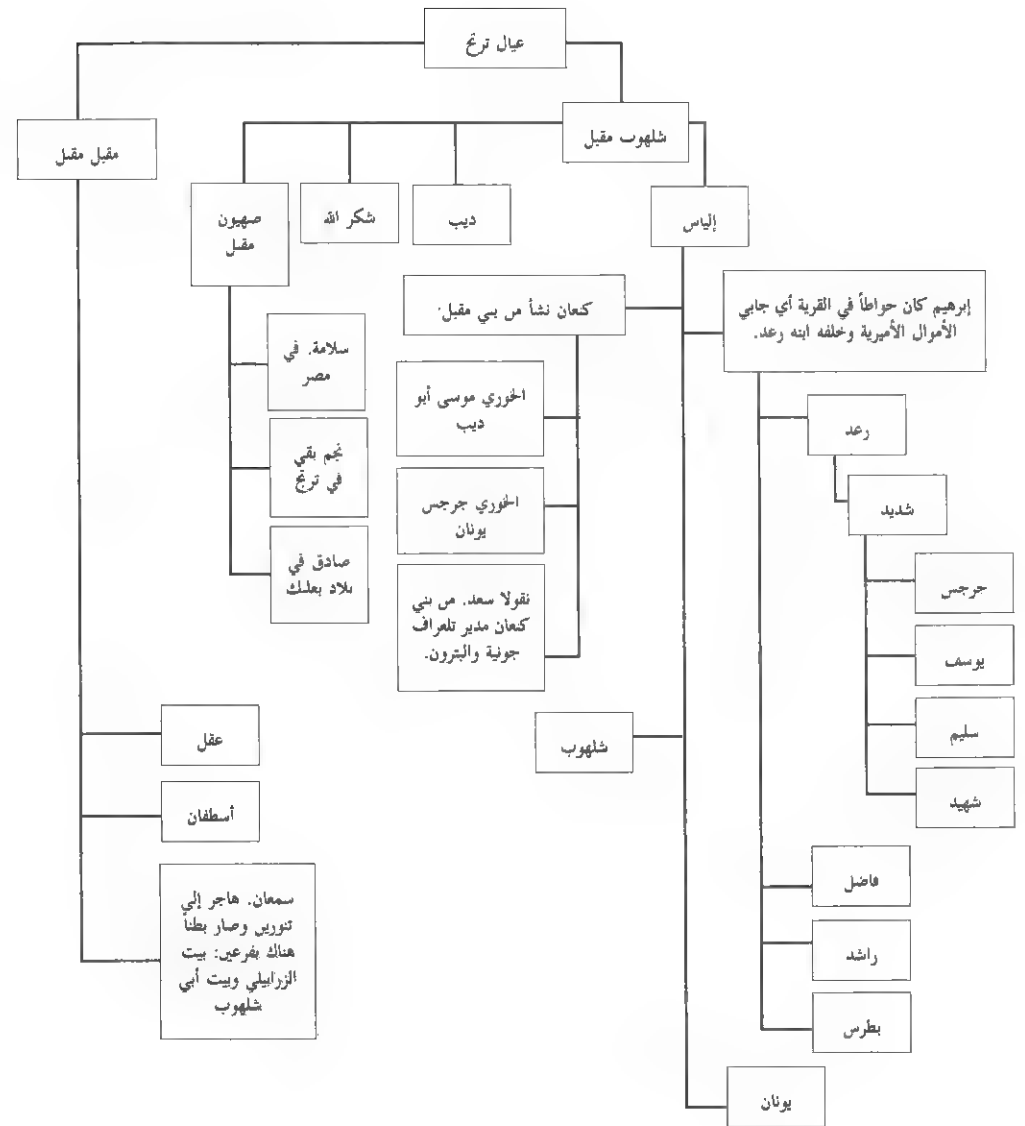 عيال ترتج
شلهوب مقبل
مقبل مقبل
إلياس
ديب
شكر الله
صهيون
مقبل
إبرهيم كان حواطاً في القرية أي جابي
الأموال الأميرية وخلفه ابنه رعد.
كنعان نشأ من بني مقبل.
سلامة. في
مصر
الخوري موسى أبو
ديب
رعد
نجم بقي
في ترتج
الخوري جرجس
يونان
شديد
صادق في
بلاد بعلبك
نقولا سعد. من بني
كنعان مدير تلغراف
جونية والبترون.
جرجس
يوسف
سليم
شهيد
شلهوب
عقل
أسطفان
سمعان. هاجر إلى
تنورين وصار بطناً
هناك بفرعين: بيت
الزرابيلي وبيت أبي
شلهوب
فاضل
راشد
بطرس
يونان